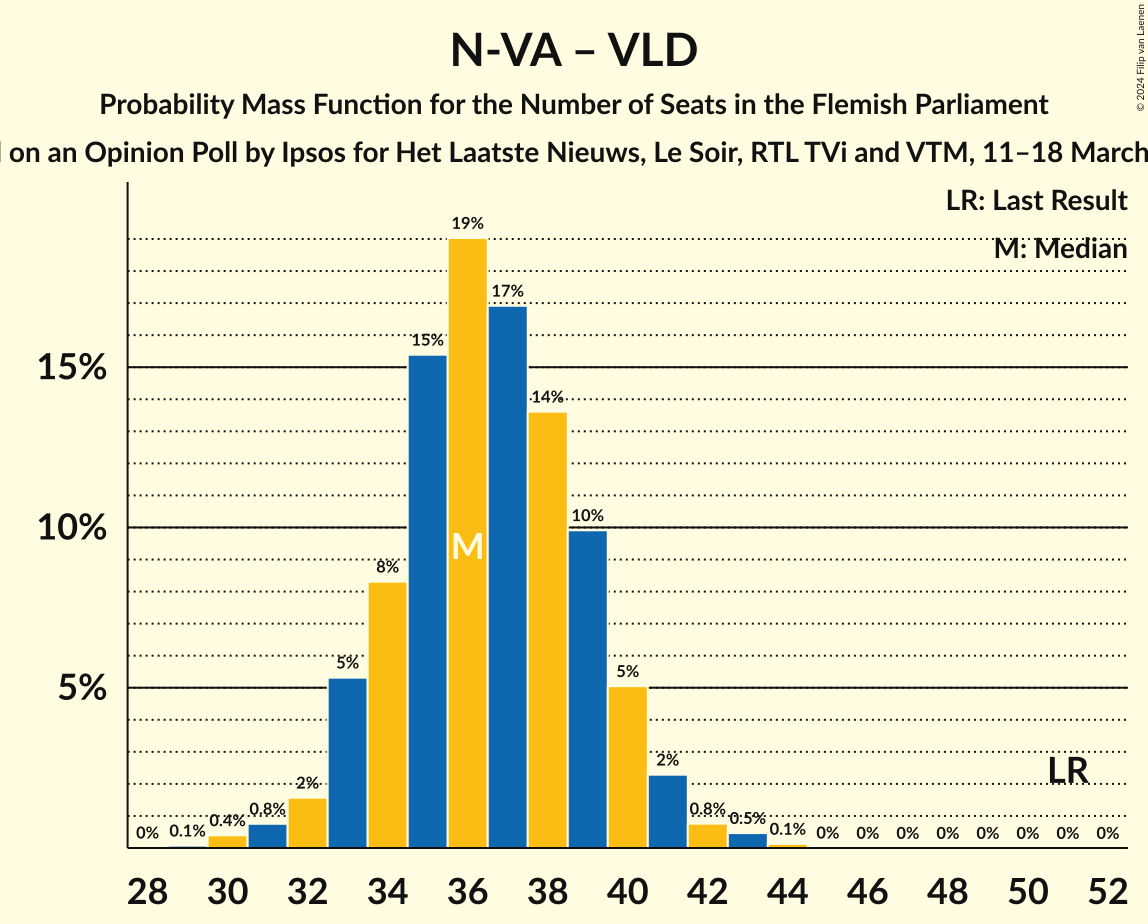 N-VA – VLD
Probability Mass Function for the Number of Seats in the Flemish Parliament
on an Opinion Poll by Ipsos for Het Laatste Nieuws, Le Soir, RTL TVi and VTM, 11–18 March
© 2024 Filip van Laenen
LR: Last Result
M: Median
19%
17%
15%
15%
14%
10%
10%
M
8%
5%
5%
5%
2%
LR
2%
0% 0.1% 0.4% 0.8% 0.8% 0.5% 0.1% 0% 0% 0% 0% 0% 0% 0% 0%
28 30 32 34 36 38 40 42 44 46 48 50 52